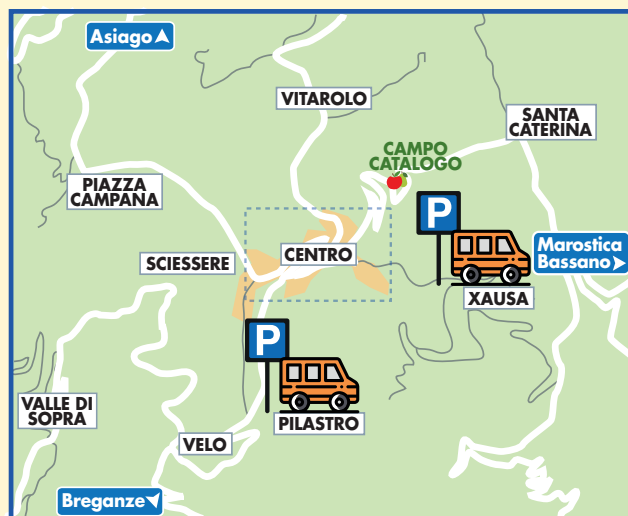 Asiago
VITAROLO
SANTA
CATERINA
CAMPO
CATALOGO
PIAZZA
CAMPANA
P
SCIESSERE
CENTRO
Marostica
Bassano
XAUSA
P
VALLE DI
SOPRA
PILASTRO
VELO
Breganze